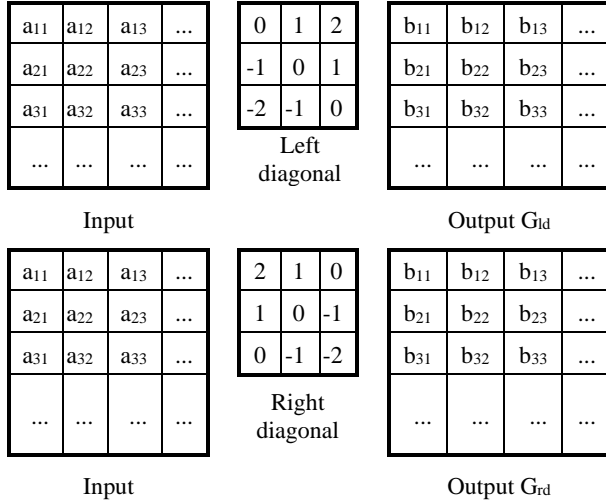 a11 a12 a13 ... 0 1 2 b11 b12 b13 ...
a21 a22 a23 ... -1 0 1 b21 b22 b23 ...
a31 a32 a33 ... -2 -1 0 b31 b32 b33 ...
... ... ... ... Left diagonal ... ... ... ...
Input Output Gld
a11 a12 a13 ... 2 1 0 b11 b12 b13 ...
a21 a22 a23 ... 1 0 -1 b21 b22 b23 ...
a31 a32 a33 ... 0 -1 -2 b31 b32 b33 ...
... ... ... ... Right diagonal ... ... ... ...
Input Output Grd